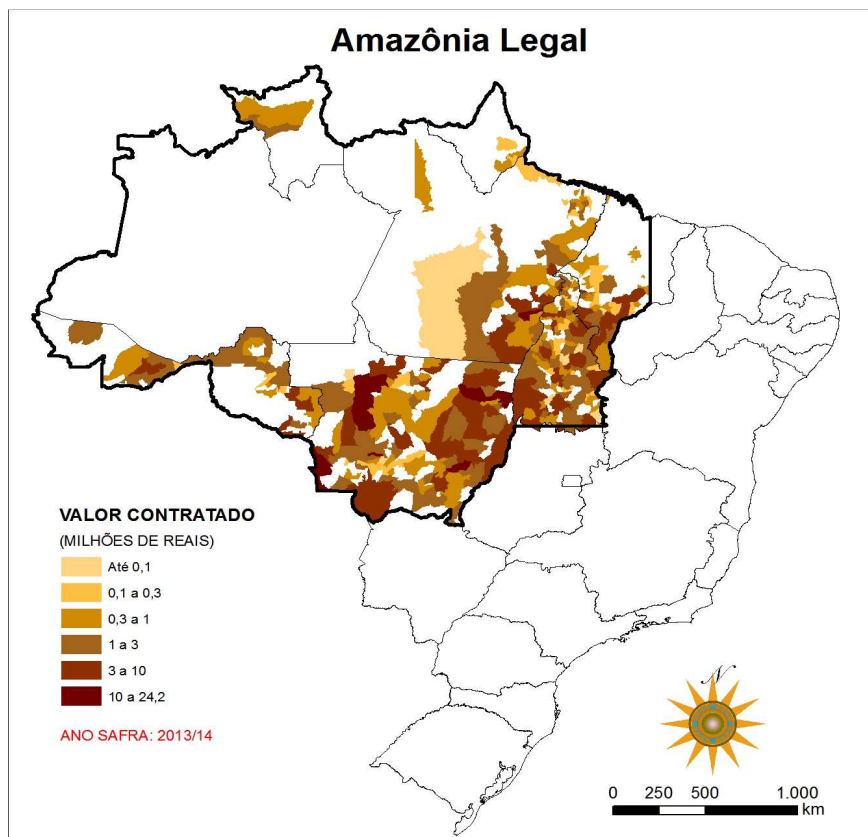 Amazônia Legal
VALOR CONTRATADO
(MILHÕES DE REAIS)
Até 0,1
0,1 a 0,3
0,3 a 1
1 a 3
3 a 10
10 a 24,2
ANO SAFRA: 2013/14
N
0 250 500 1.000
km